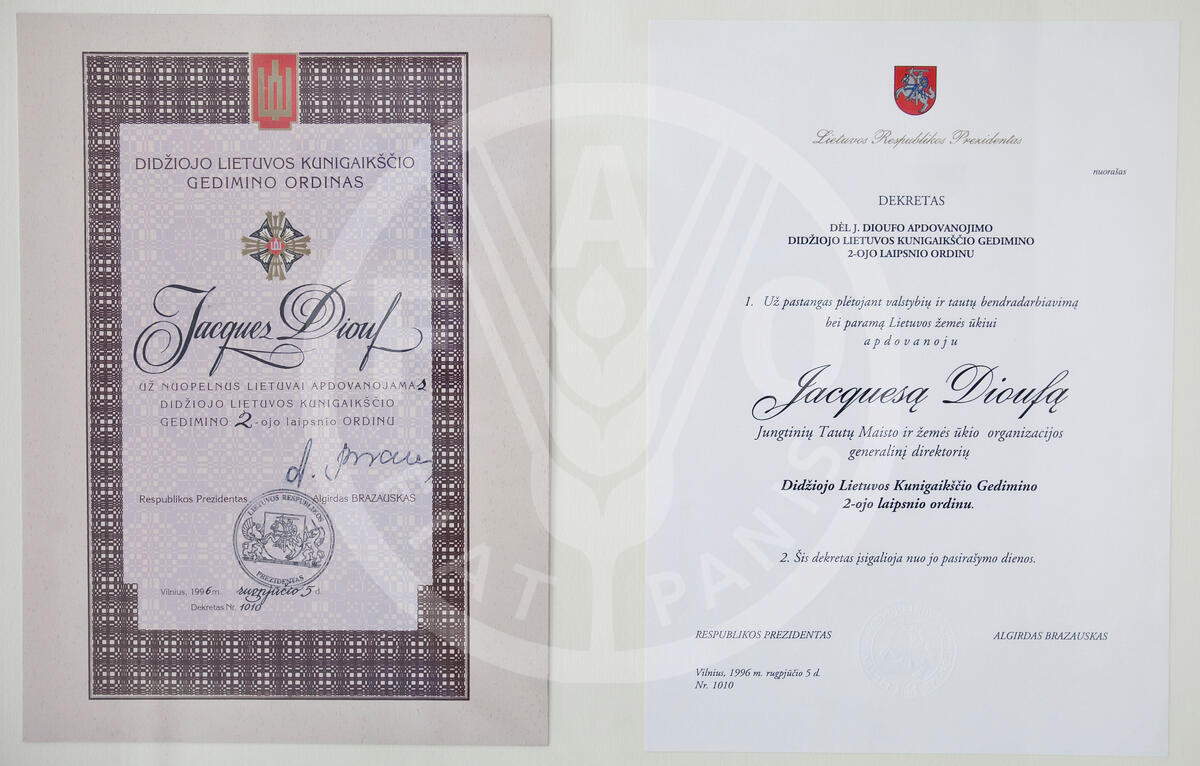 DIDŽIOJO LIETUVOS KUNIGAIKŠČIO
GEDIMINO ORDINAS
Jacques Diouf
UŽ NUOPELNUS LIETUVAI APDOVANOJAMAS
DIDŽIOJO LIETUVOS KUNIGAIKŠČIO
GEDIMINO 2-ojo laipsnio ORDINU
Respublikos Prezidentas Algirdas BRAZAUSKAS
LIETUVOS RESPUBLIKOS
PREZIDENTAS
Vilnius, 1996 m. rugpjūčio 5 d.
Dekretas Nr. 1010
Lietuvos Respublikos Prezidentas
nuorašas
DEKRETAS
DĖL J. DIOUFO APDOVANOJIMO
DIDŽIOJO LIETUVOS KUNIGAIKŠČIO GEDIMINO
2-OJO LAIPSNIO ORDINU
1. Už pastangas plėtojant valstybių ir tautų bendradarbiavimą
bei paramą Lietuvos žemės ūkiui
apdovanoju
Jacquesą Dioufą
Jungtinių Tautų Maisto ir žemės ūkio organizacijos
generalinį direktorių
Didžiojo Lietuvos Kunigaikščio Gedimino
2-ojo laipsnio ordinu.
2. Šis dekretas įsigalioja nuo jo pasirašymo dienos.
RESPUBLIKOS PREZIDENTAS ALGIRDAS BRAZAUSKAS
Vilnius, 1996 m. rugpjūčio 5 d.
Nr. 1010
F A O
FIAT PANIS